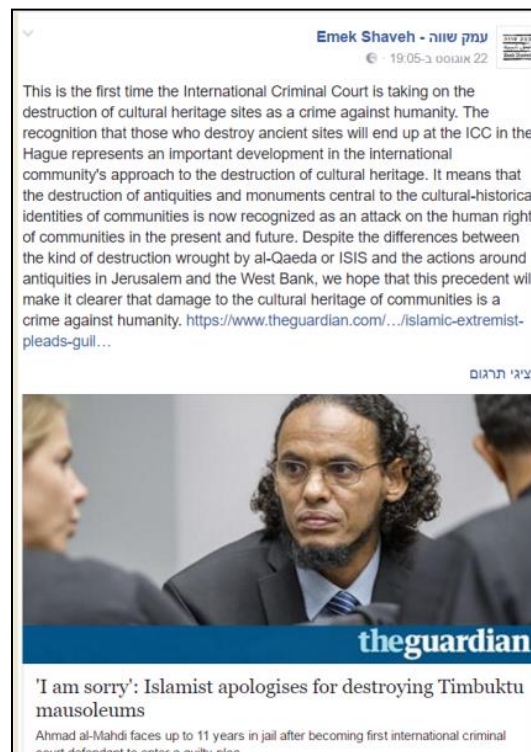 עמק שווה - Emek Shaveh
22 אוגוסט ב-19:05
This is the first time the International Criminal Court is taking on the
destruction of cultural heritage sites as a crime against humanity. The
recognition that those who destroy ancient sites will end up at the ICC in the
Hague represents an important development in the international
community's approach to the destruction of cultural heritage. It means that
the destruction of antiquities and monuments central to the cultural-historica
identities of communities is now recognized as an attack on the human right
of communities in the present and future. Despite the differences between
the kind of destruction wrought by al-Qaeda or ISIS and the actions around
antiquities in Jerusalem and the West Bank, we hope that this precedent wil
make it clearer that damage to the cultural heritage of communities is a
crime against humanity. https://www.theguardian.com/…/islamic-extremist-
pleads-guil…
ציגי תרגום
theguardian
'I am sorry': Islamist apologises for destroying Timbuktu
mausoleums
Ahmad al-Mahdi faces up to 11 years in jail after becoming first international criminal
court defendant to enter a guilty plea